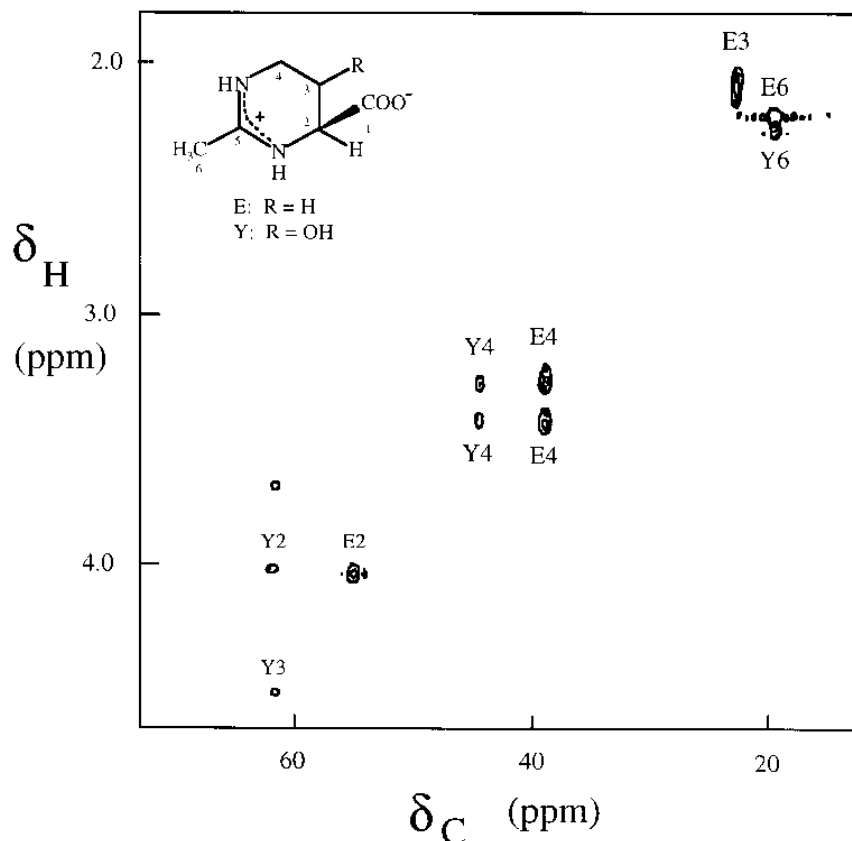 2.0
E3
E6
Y6
HN
4
R
3
COO⁻
1
+
2
5
H₃C
6
N
H
H
E: R = H
Y: R = OH
δH
(ppm)
3.0
Y4 E4
Y4 E4
4.0
Y2 E2
Y3
60 40 20
δC (ppm)